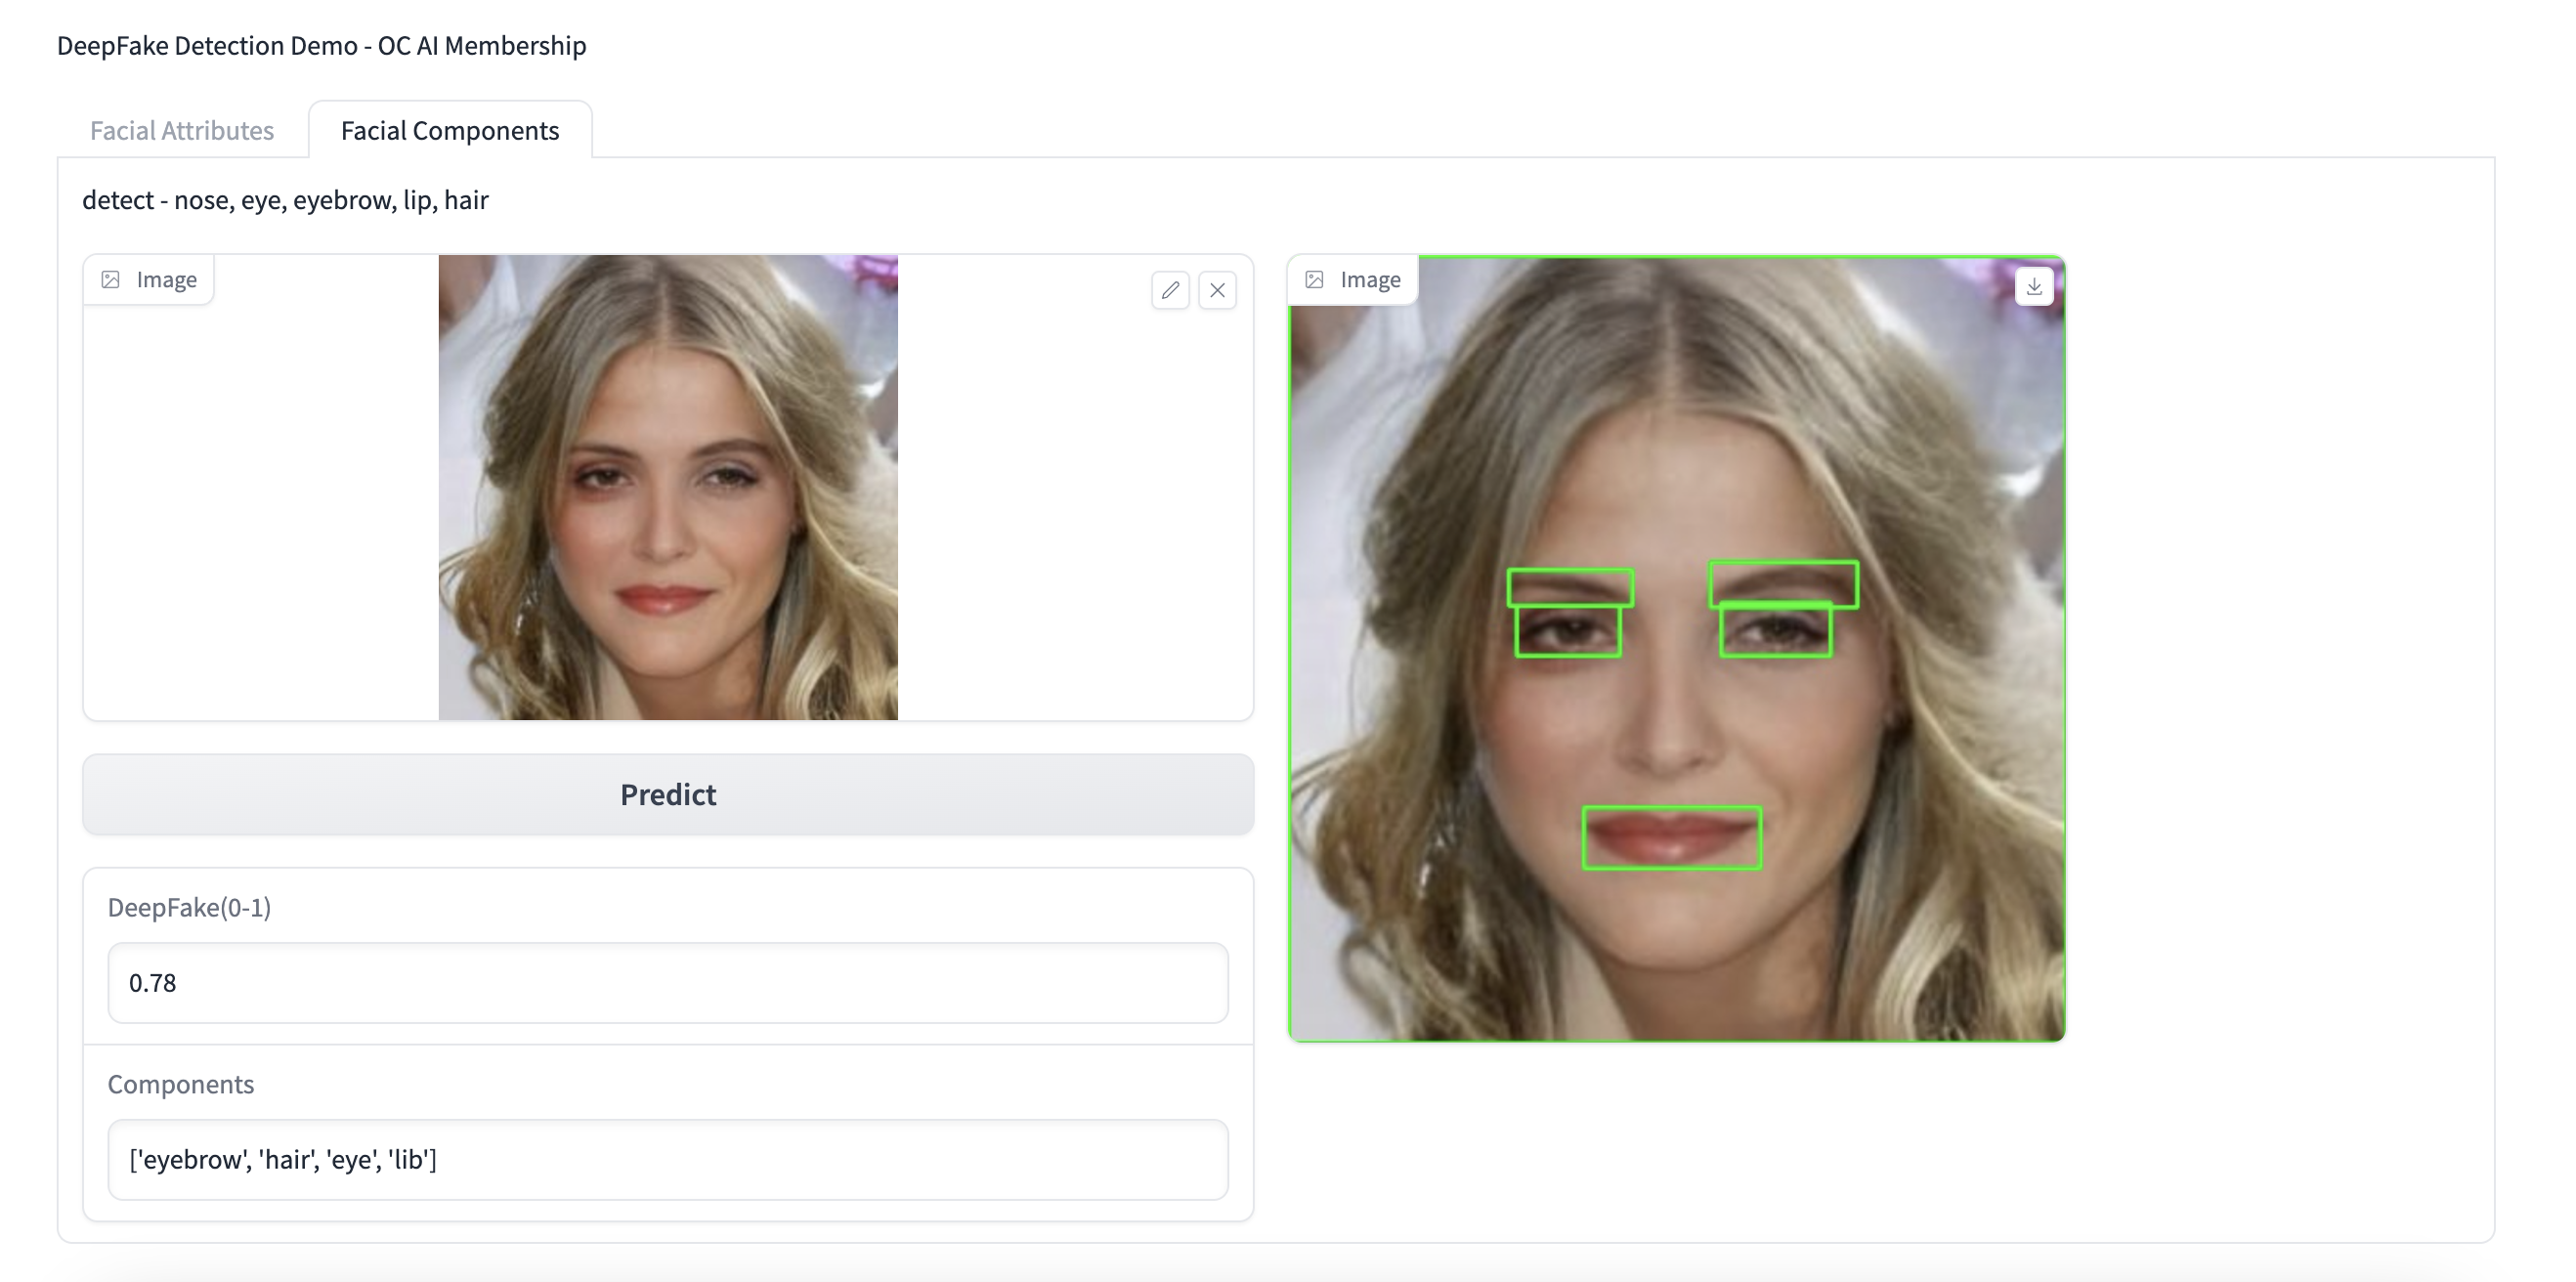 DeepFake Detection Demo - OC AI Membership
Facial Attributes
Facial Components
detect - nose, eye, eyebrow, lip, hair
Image
Image
Predict
DeepFake(0-1)
0.78
Components
['eyebrow', 'hair', 'eye', 'lib']